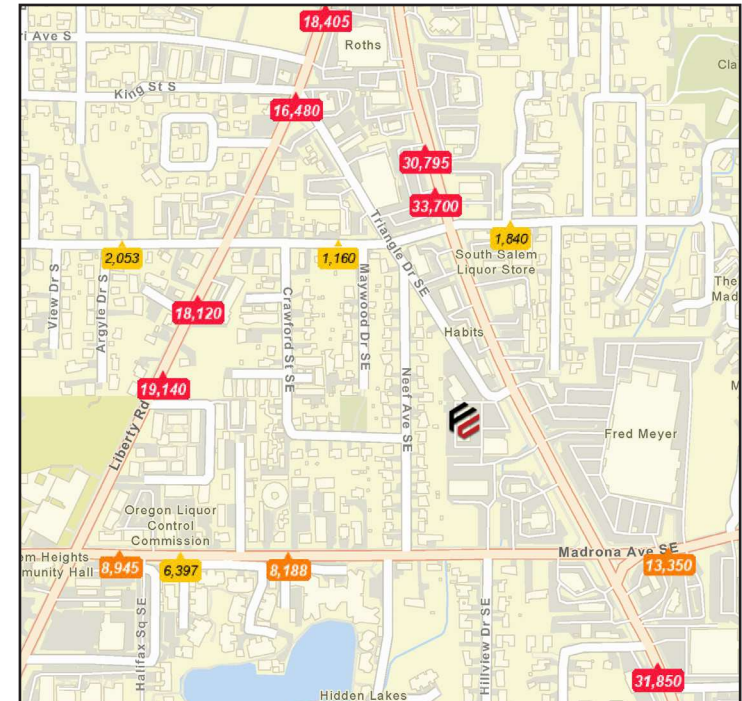 18,405
Roths
i Ave S
Cla
King St S
16,480
30,795
33,700
Triangle Dr SE
1,840
South Salem
Liquor Store
2,053
1,160
View Dr S
Argyle Dr S
Crawford St SE
Maywood Dr SE
The
Mad
18,120
Habits
19,140
Neef Ave SE
M
Liberty Rd
Fred Meyer
Oregon Liquor
Control
Commission
em Heights
munity Hall
8,945
6,397
8,188
Madrona Ave SE
13,350
Halifax Sq SE
Hillview Dr SE
31,850
Hidden Lakes